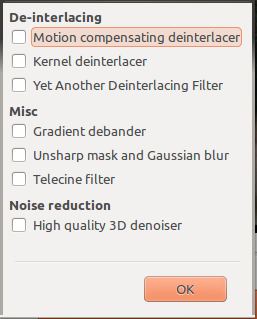 De-interlacing
Motion compensating deinterlacer
Kernel deinterlacer
Yet Another Deinterlacing Filter
Misc
Gradient debander
Unsharp mask and Gaussian blur
Telecine filter
Noise reduction
High quality 3D denoiser
OK